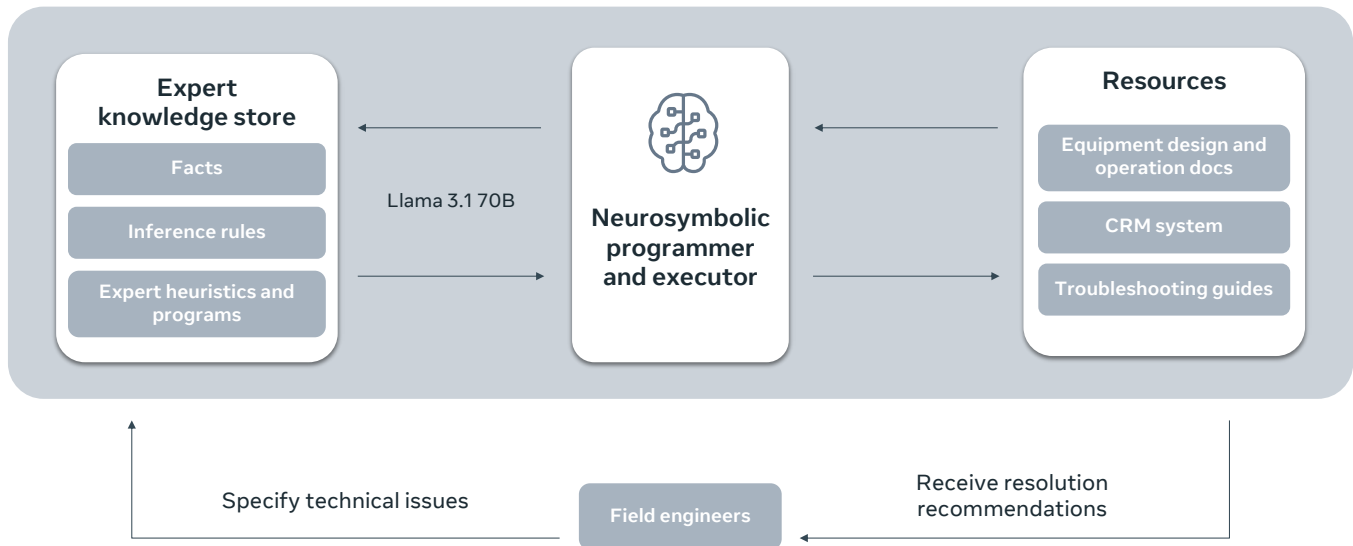 Expert
knowledge store
Facts
Inference rules
Expert heuristics and
programs
Llama 3.1 70B
Neurosymbolic
programmer
and executor
Resources
Equipment design and
operation docs
CRM system
Troubleshooting guides
Specify technical issues
Field engineers
Receive resolution
recommendations